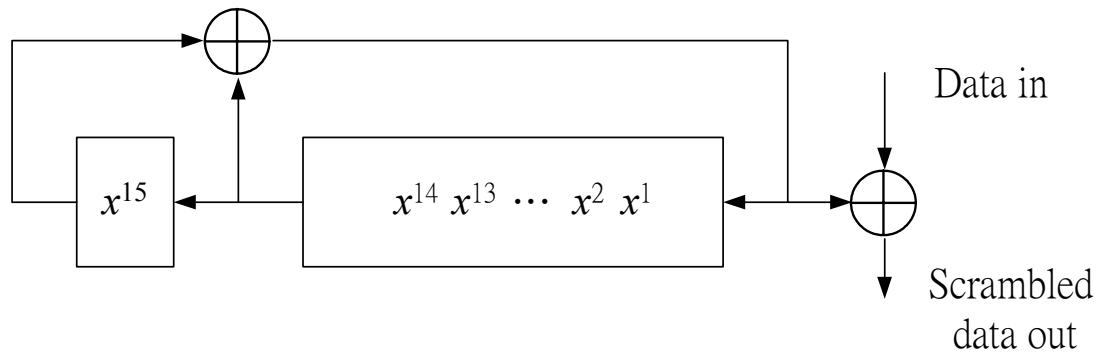 Data in
x¹⁵
x¹⁴ x¹³ ··· x² x¹
Scrambled
data out